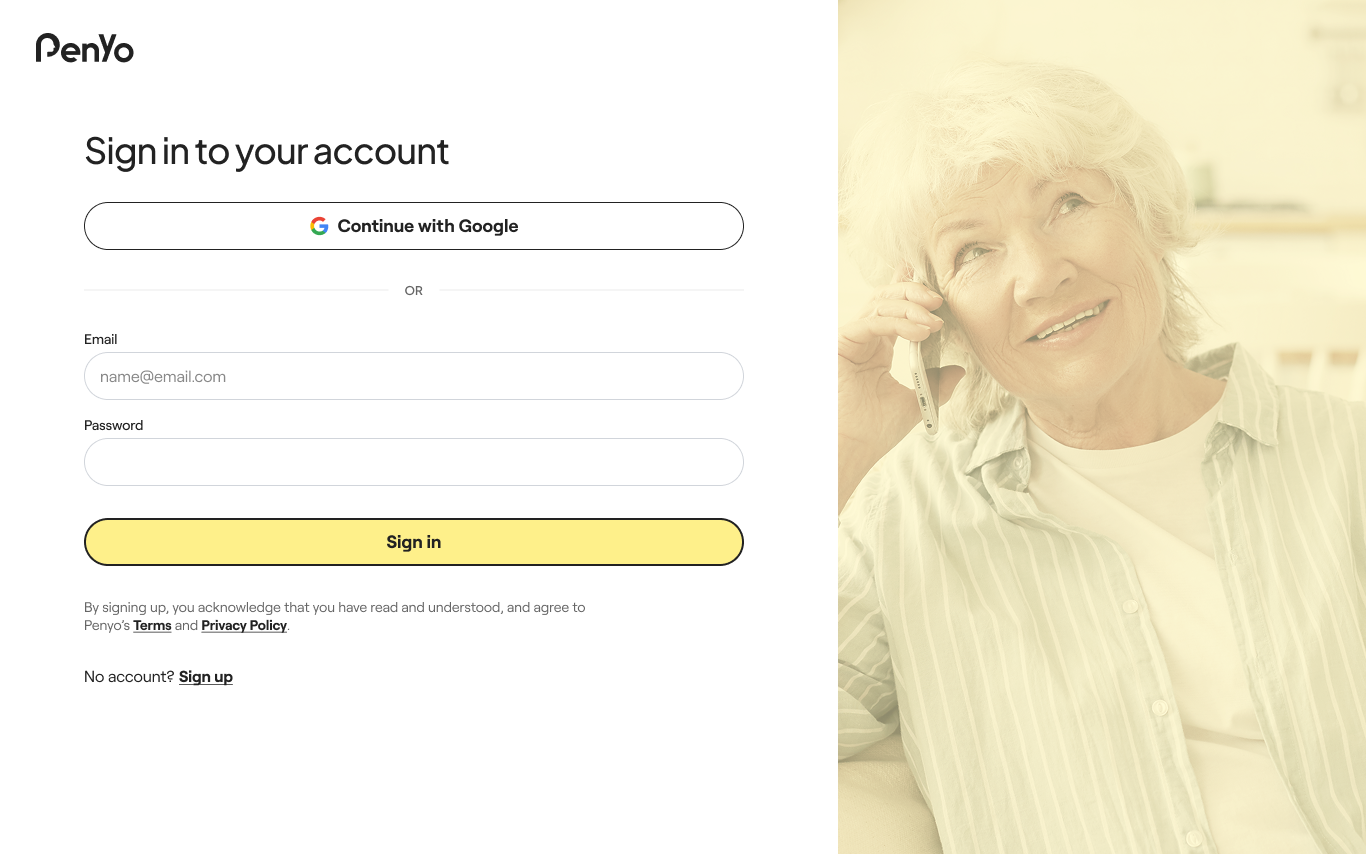 PenYo
Sign in to your account
Continue with Google
OR
Email
name@email.com
Password
Sign in
By signing up, you acknowledge that you have read and understood, and agree to
Penyo’s Terms and Privacy Policy.
No account? Sign up